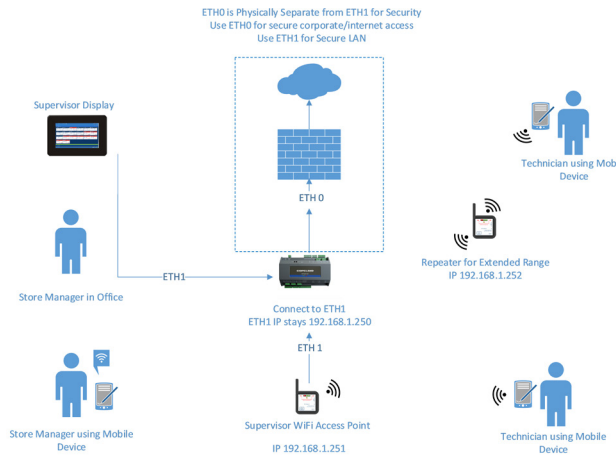 ETH0 is Physically Separate from ETH1 for Security
Use ETH0 for secure corporate/internet access
Use ETH1 for Secure LAN
Supervisor Display
Technician using Mob
Device
ETH 0
Repeater for Extended Range
IP 192.168.1.252
ETH1
Store Manager in Office
Connect to ETH1
ETH1 IP stays 192.168.1.250
ETH 1
Supervisor WiFi Access Point
IP 192.168.1.251
Store Manager using Mobile
Device
Technician using Mobile
Device